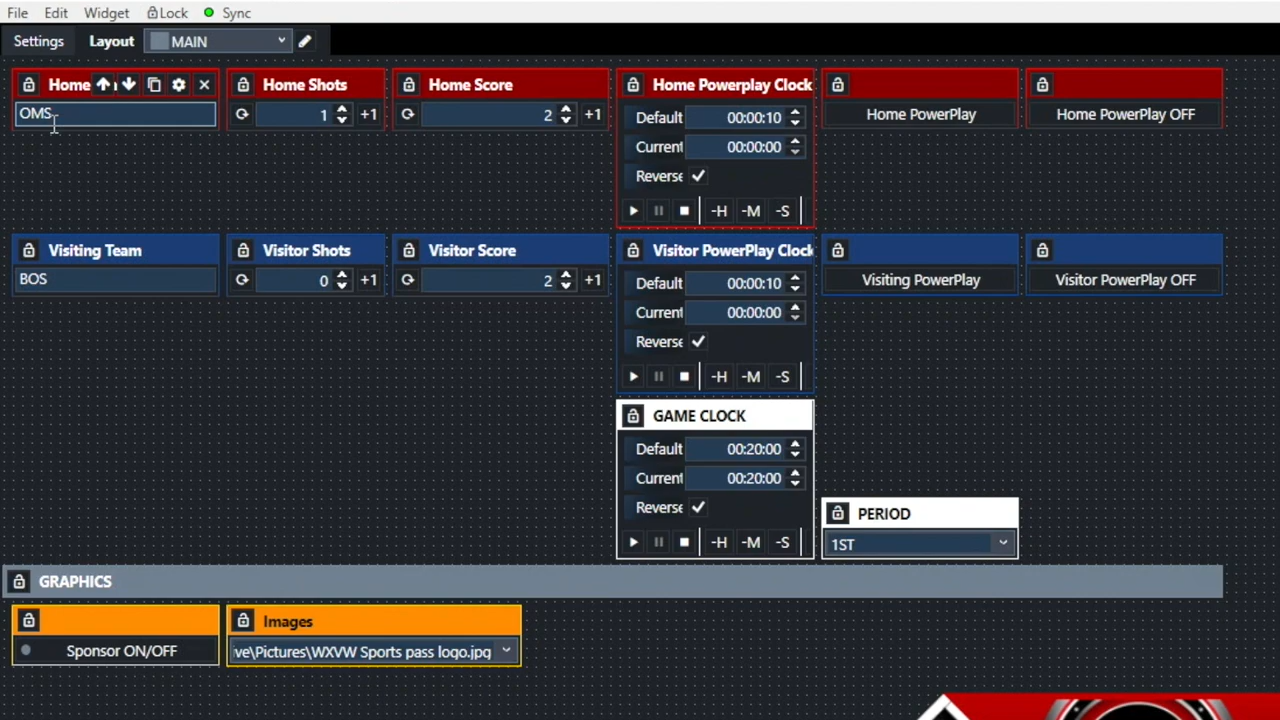 File Edit Widget Lock Sync
Settings Layout MAIN
Home Home Shots Home Score Home Powerplay Clock
OMS 1 +1 2 +1 Default 00:00:10 Home PowerPlay Home PowerPlay OFF
Current 00:00:00
Reverse
-H -M -S
Visiting Team Visitor Shots Visitor Score Visitor PowerPlay Clock
BOS 0 +1 2 +1 Default 00:00:10 Visiting PowerPlay Visitor PowerPlay OFF
Current 00:00:00
Reverse
-H -M -S
GAME CLOCK
Default 00:20:00
Current 00:20:00
Reverse PERIOD
-H -M -S 1ST
GRAPHICS
Images
Sponsor ON/OFF ve\Pictures\WXVW Sports pass logo.jpg